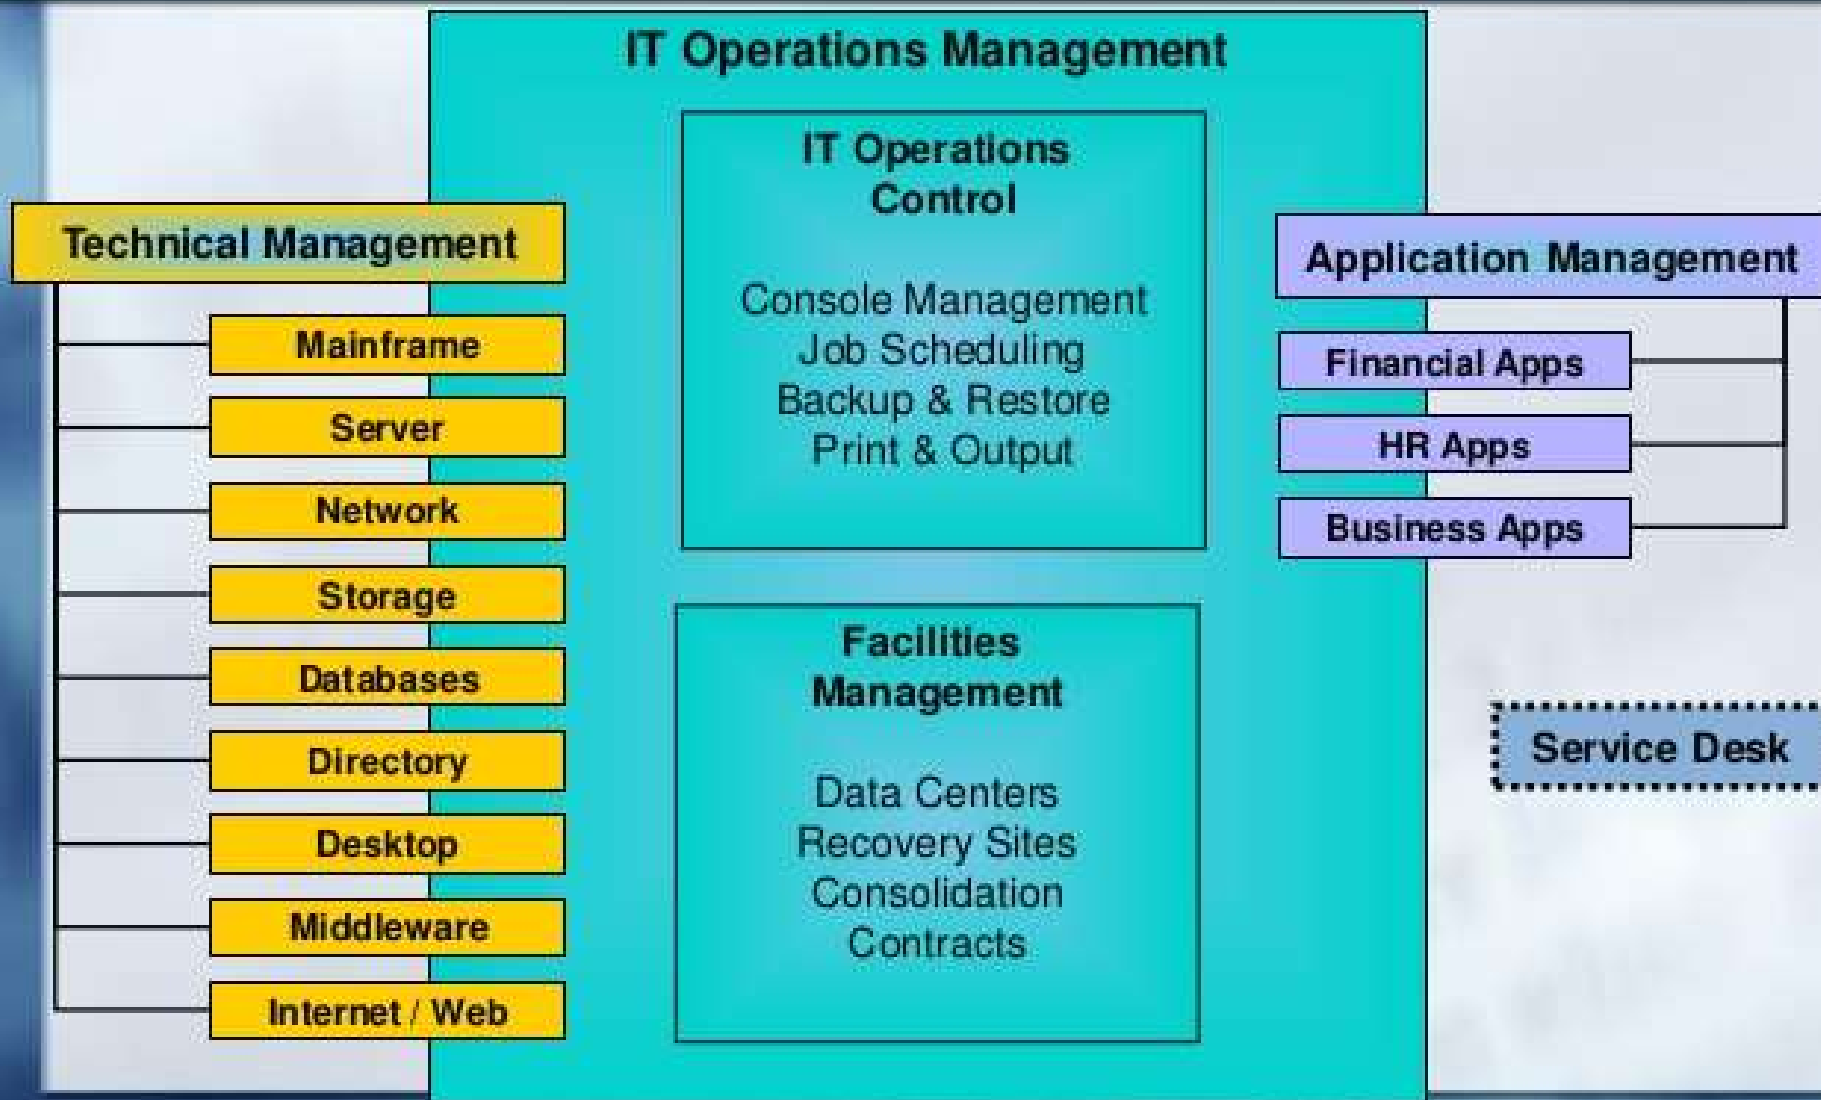 IT Operations Management
IT Operations
Control
Console Management
Job Scheduling
Backup & Restore
Print & Output
Technical Management
Mainframe
Server
Network
Storage
Databases
Directory
Desktop
Middleware
Internet / Web
Facilities
Management
Data Centers
Recovery Sites
Consolidation
Contracts
Application Management
Financial Apps
HR Apps
Business Apps
Service Desk